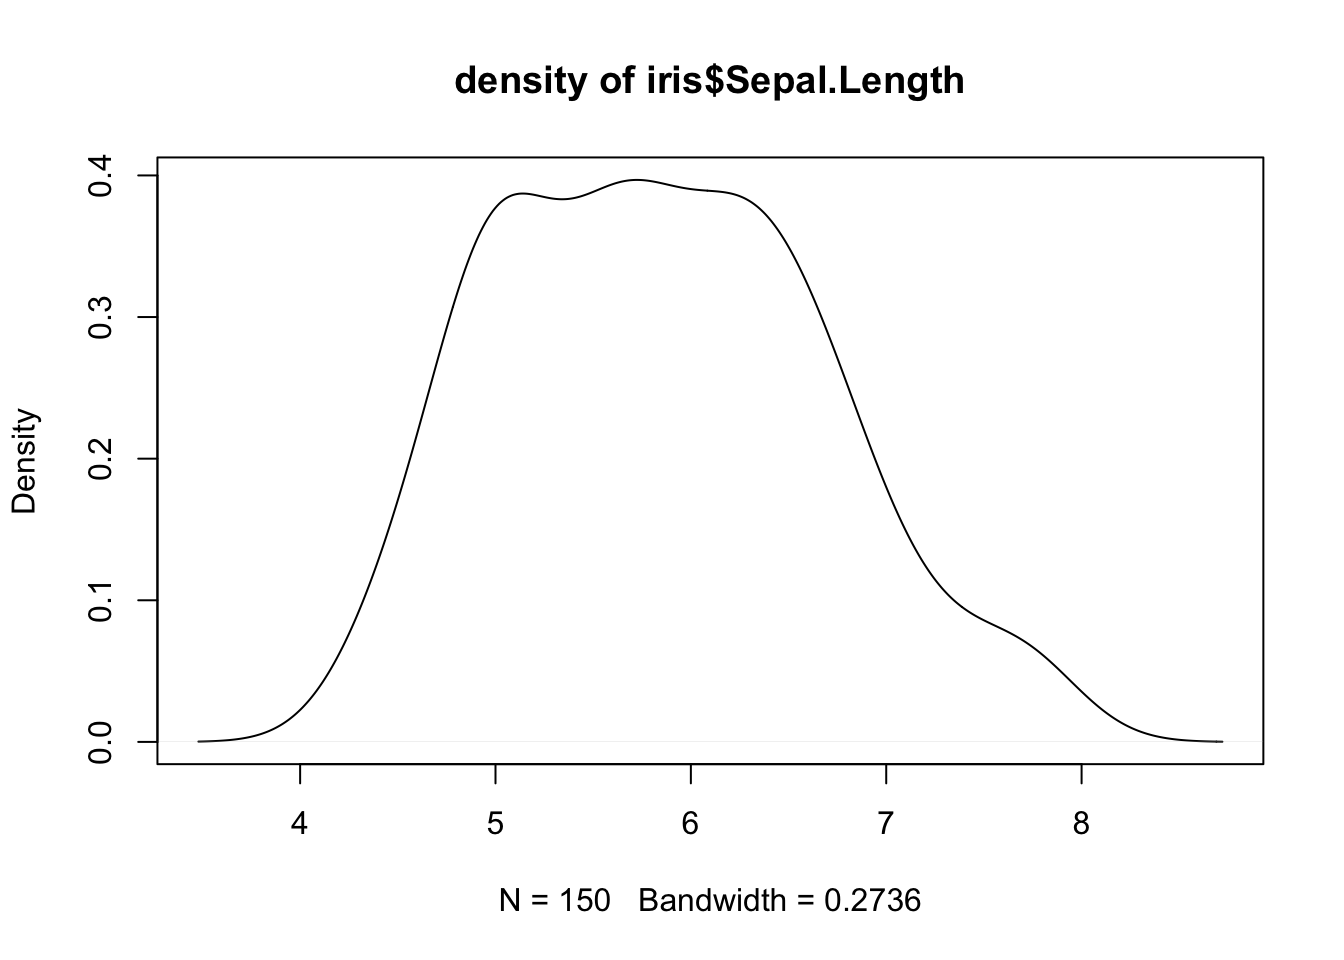 density of iris$Sepal.Length
0.4
0.3
0.2
0.1
0.0
Density
4 5 6 7 8
N = 150 Bandwidth = 0.2736